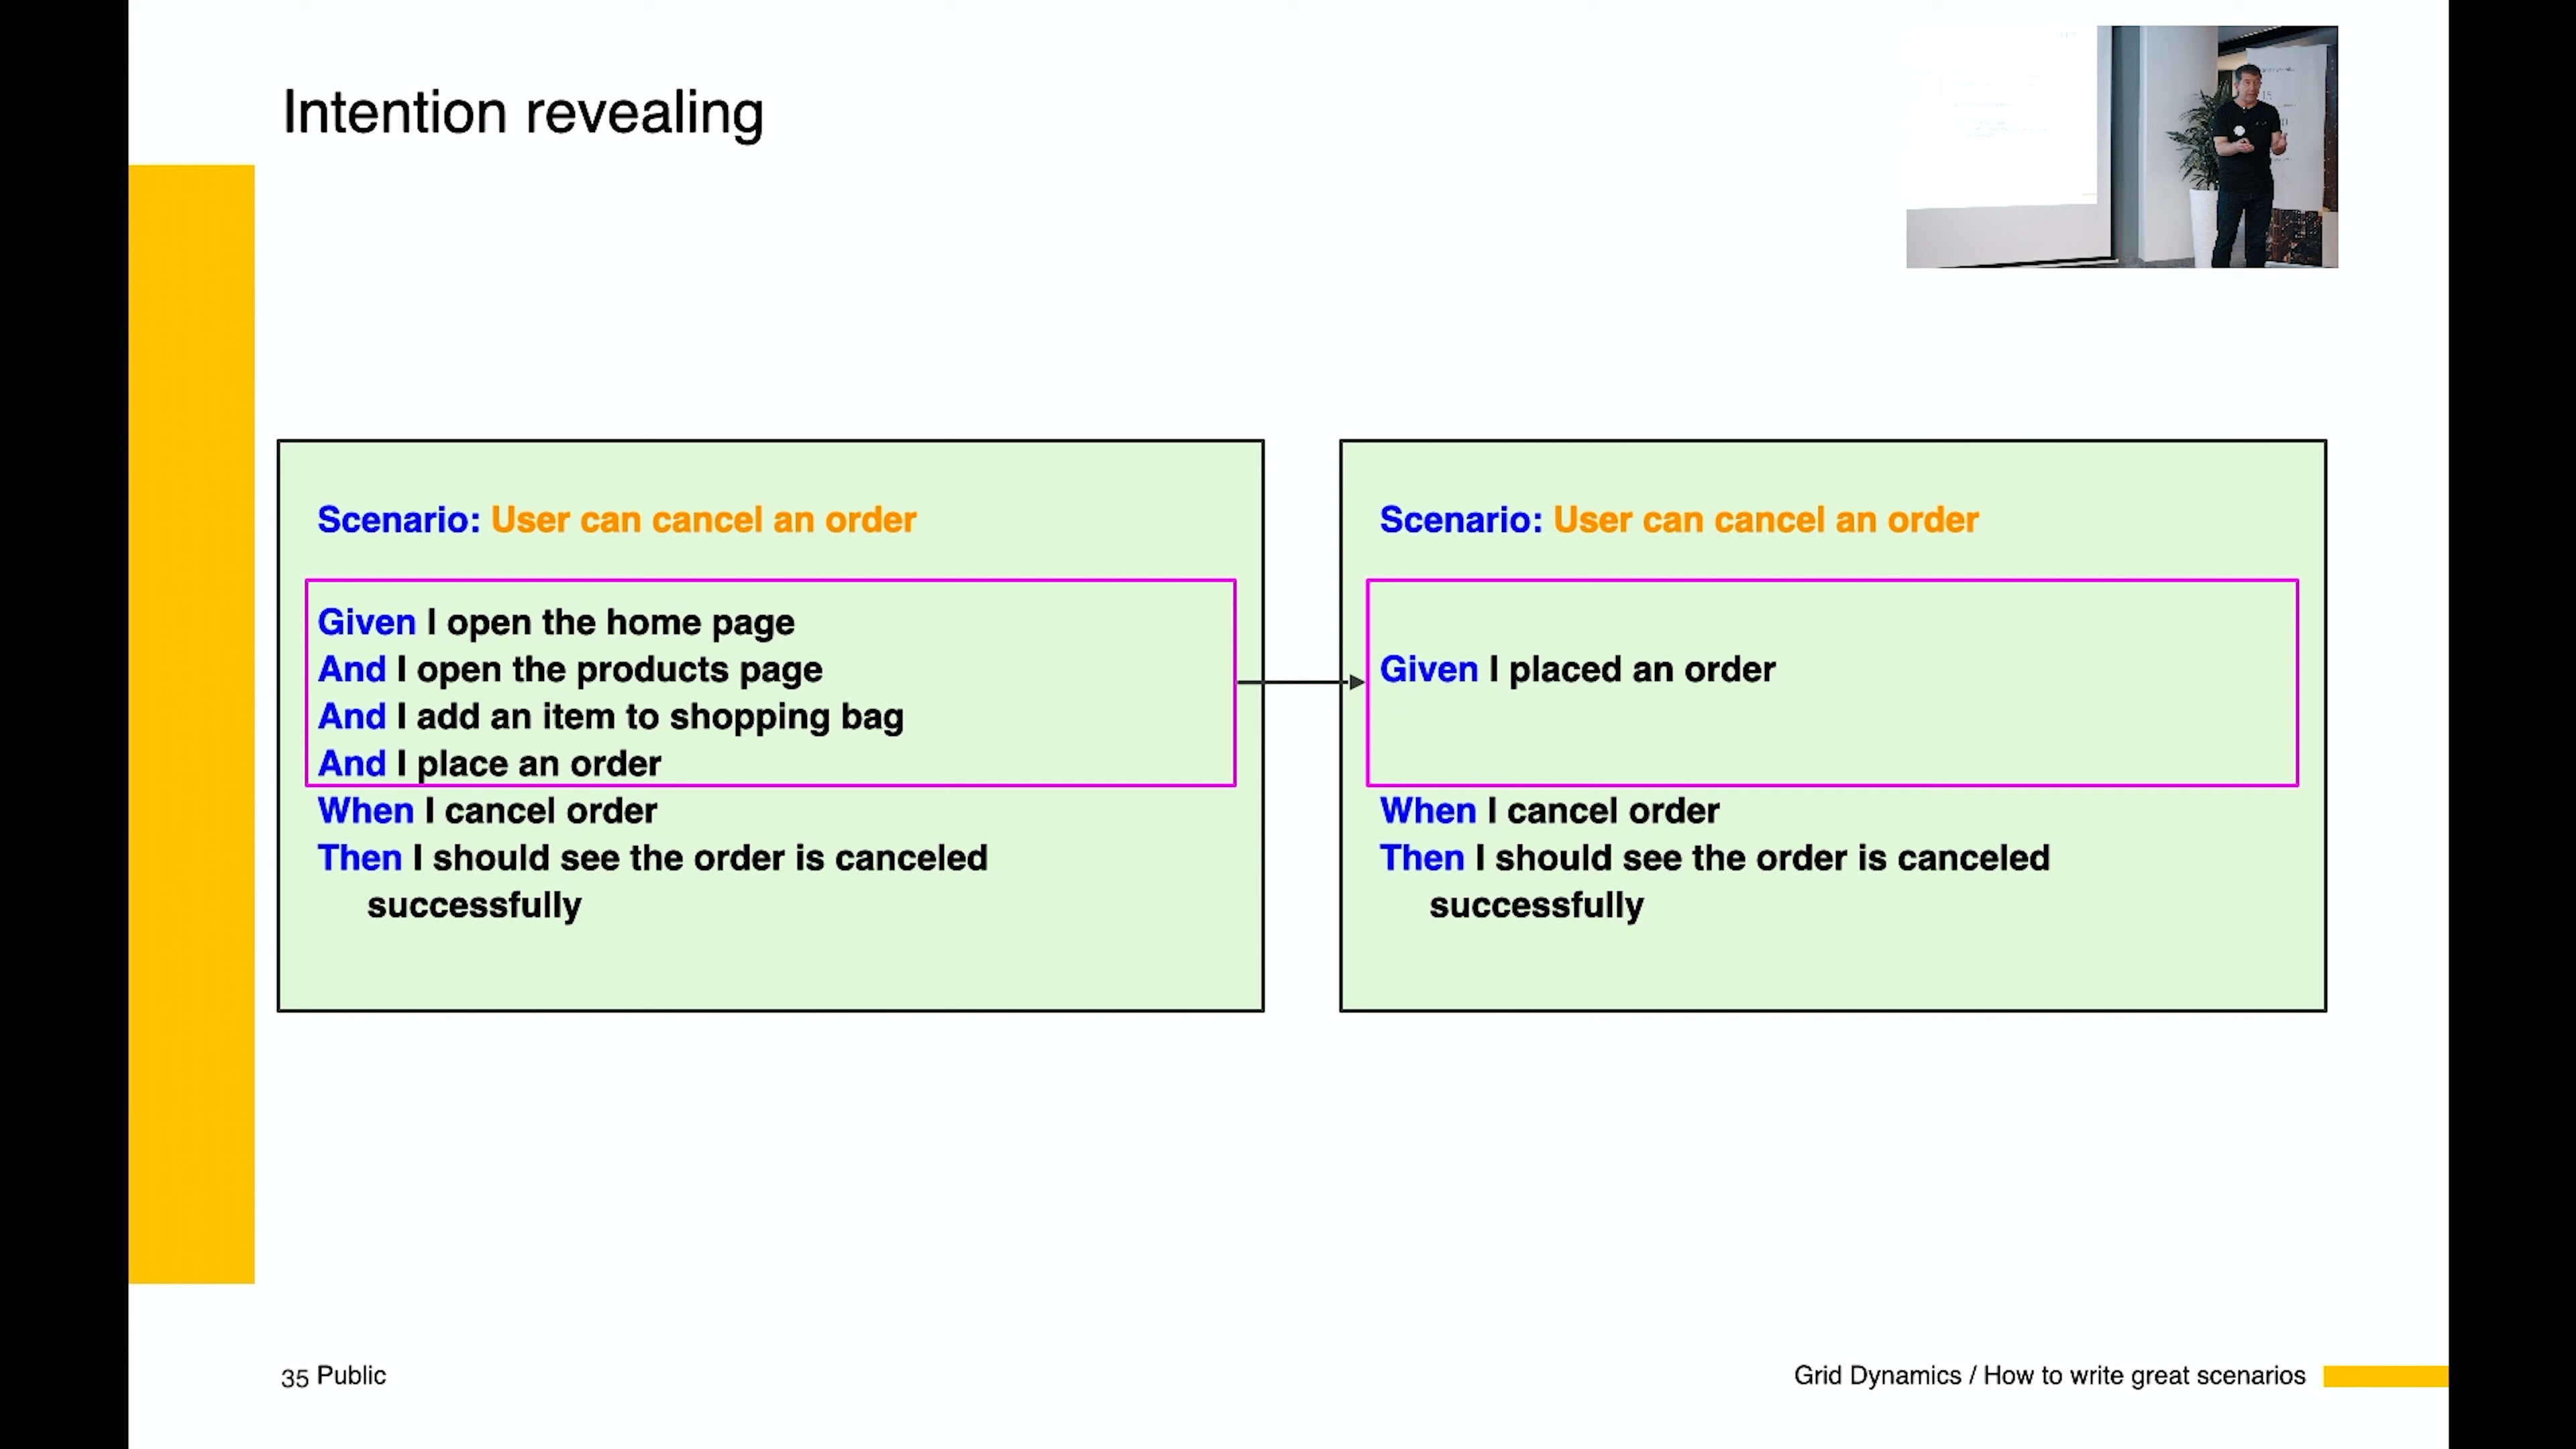 Intention revealing
Scenario: User can cancel an order
Given I open the home page
And I open the products page
And I add an item to shopping bag
And I place an order
When I cancel order
Then I should see the order is canceled
successfully
Scenario: User can cancel an order
Given I placed an order
When I cancel order
Then I should see the order is canceled
successfully
35 Public
Grid Dynamics / How to write great scenarios